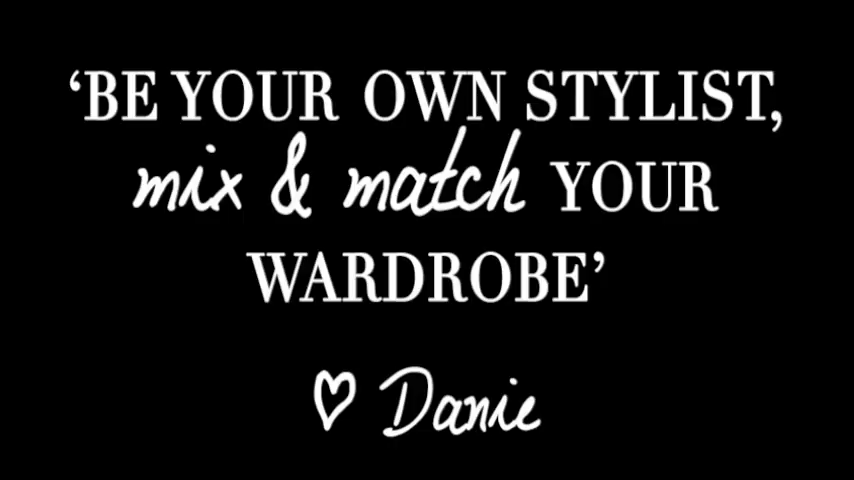 ‘BE YOUR OWN STYLIST,
mix & match YOUR
WARDROBE’
♡ Danie